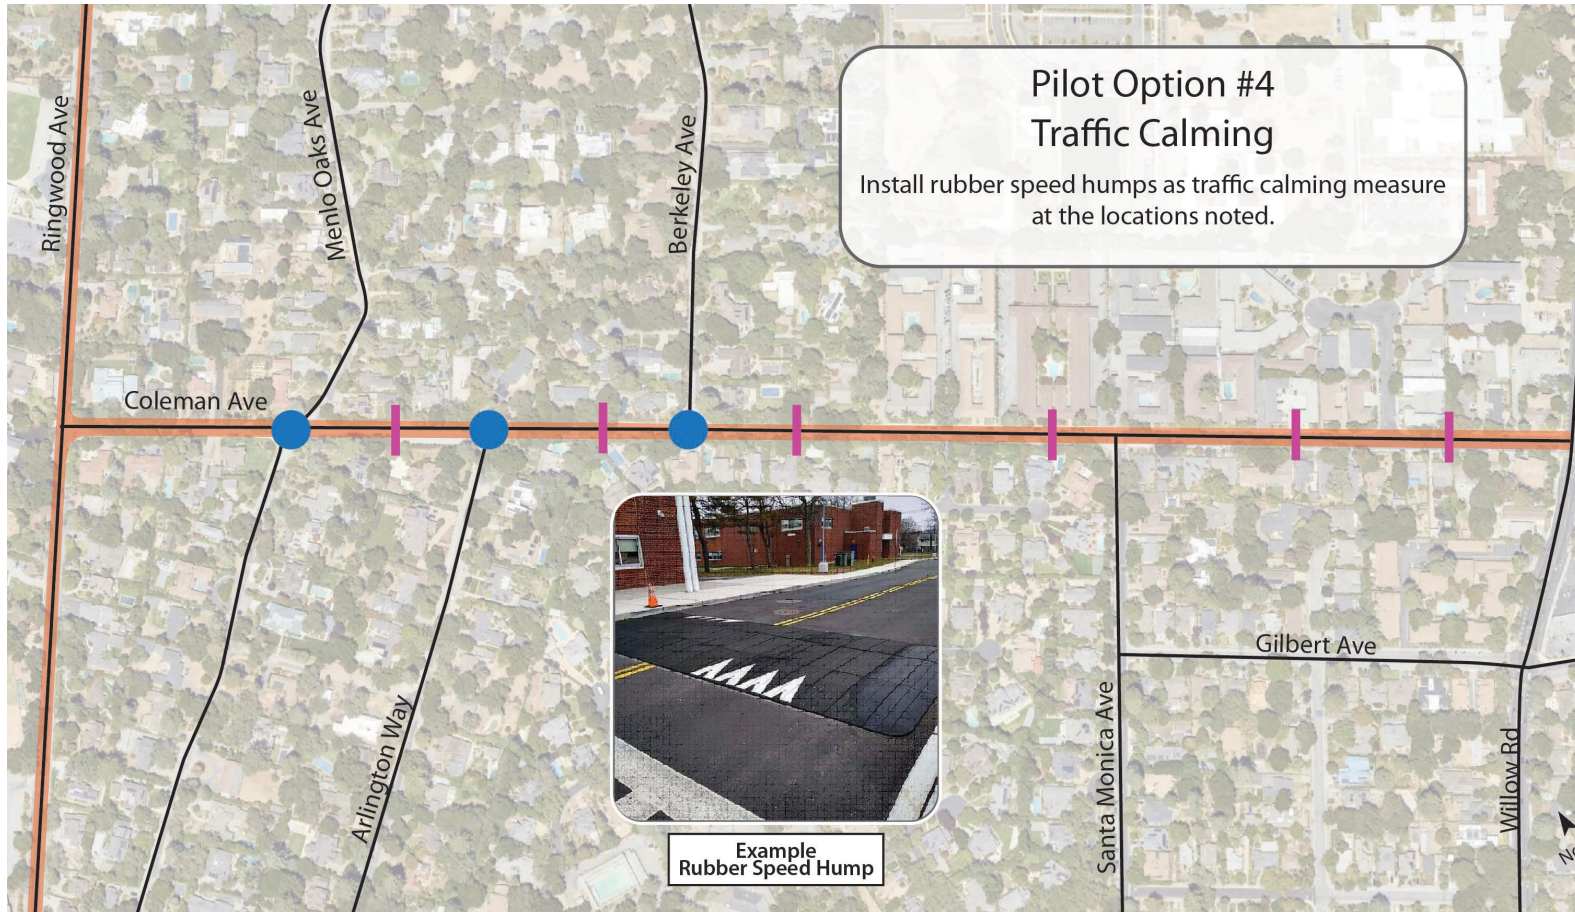 Pilot Option #4
Traffic Calming
Install rubber speed humps as traffic calming measure
at the locations noted.
Ringwood Ave
Menlo Oaks Ave
Berkeley Ave
Coleman Ave
Gilbert Ave
Arlington Way
Santa Monica Ave
Willow Rd
Example
Rubber Speed Hump